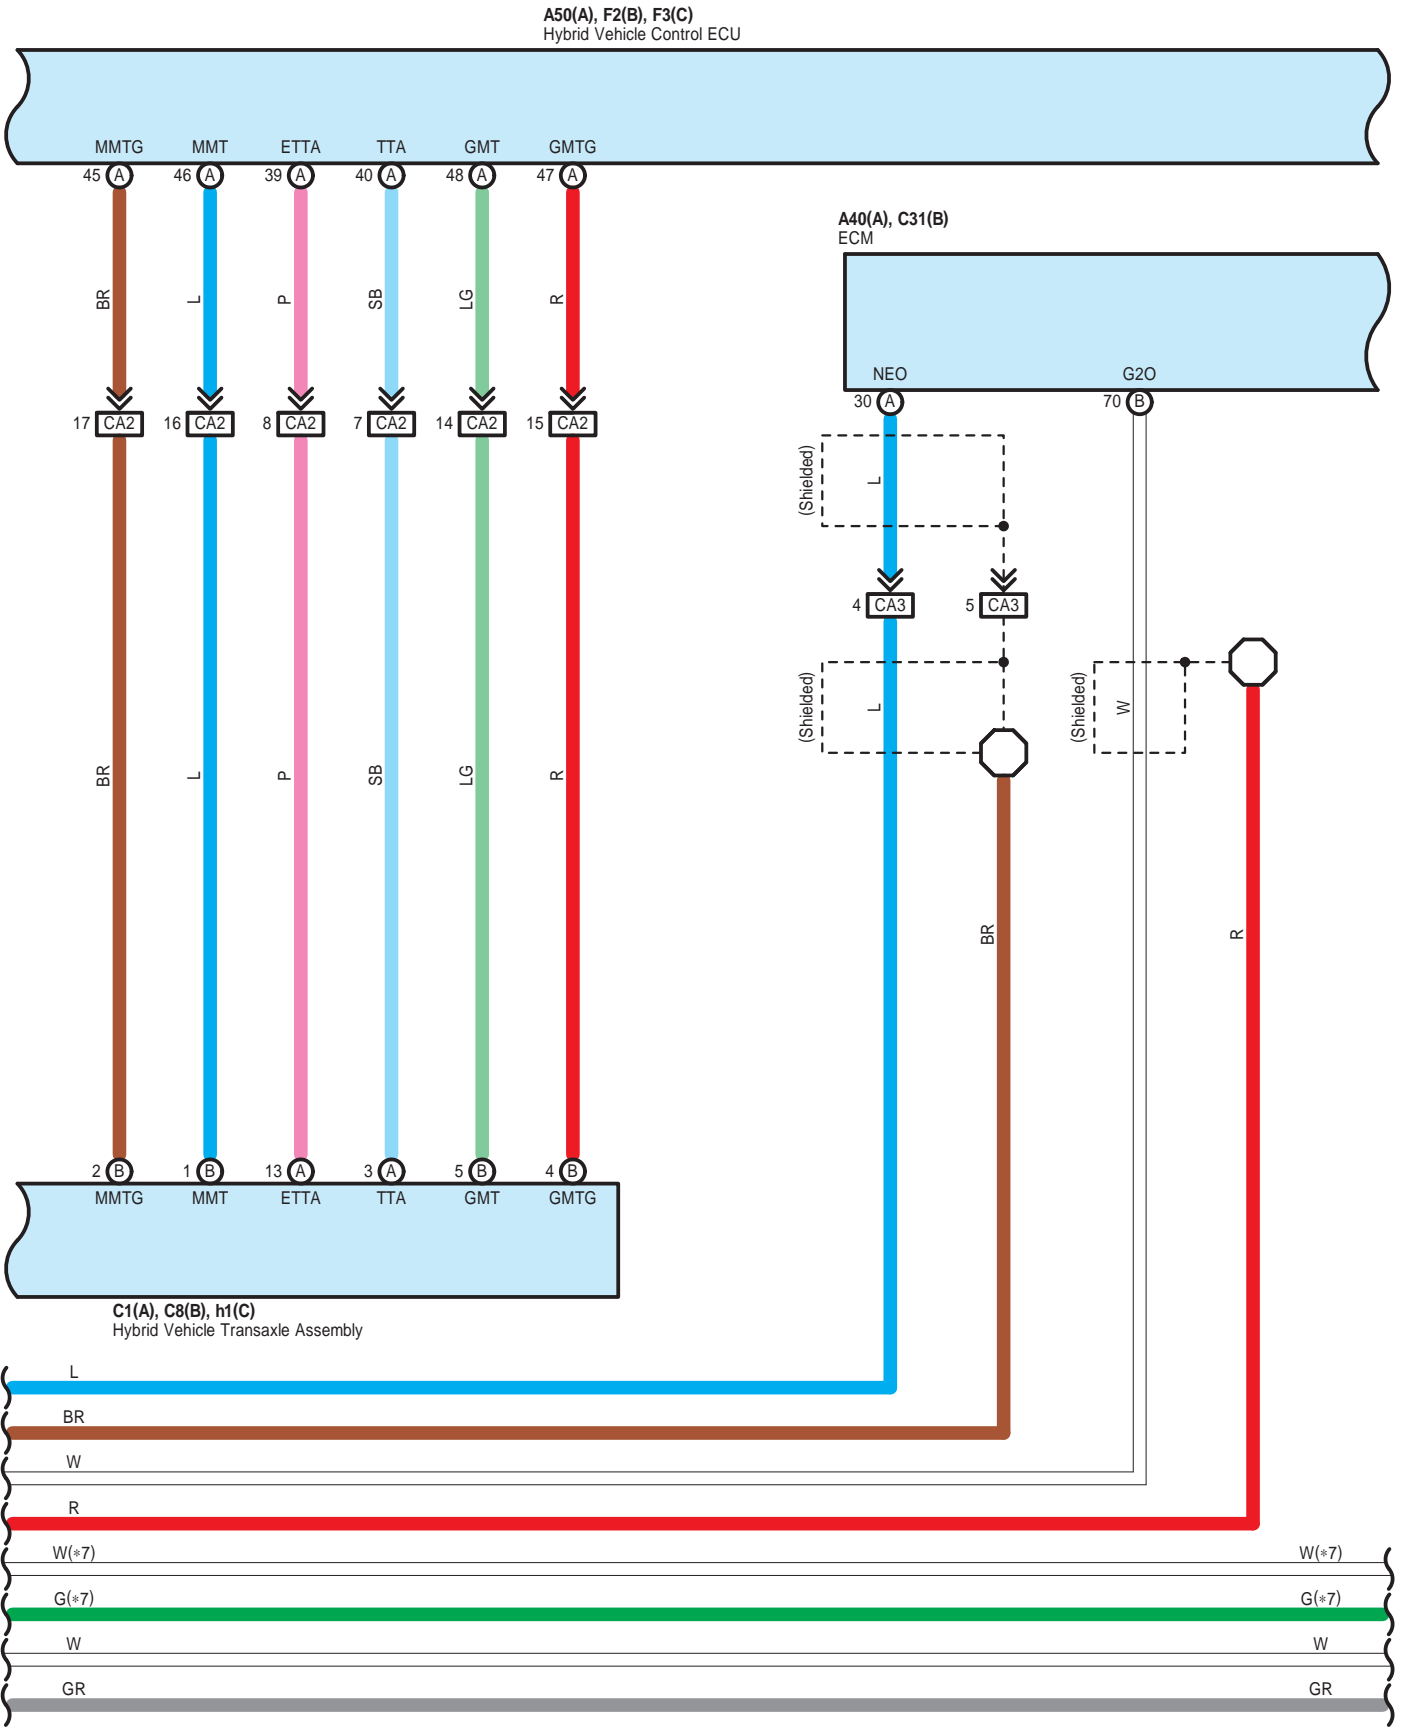 A50(A), F2(B), F3(C)
Hybrid Vehicle Control ECU
MMTG MMT ETTA TTA GMT GMTG
45 A 46 A 39 A 40 A 48 A 47 A
A40(A), C31(B)
ECM
BR L P SB LG R
NEO G2O
30 A 70 B
17 CA2 16 CA2 8 CA2 7 CA2 14 CA2 15 CA2
(Shielded) L
4 CA3 5 CA3
(Shielded) L (Shielded) W
BR L P SB LG R
BR R
2 B 1 B 13 A 3 A 5 B 4 B
MMTG MMT ETTA TTA GMT GMTG
C1(A), C8(B), h1(C)
Hybrid Vehicle Transaxle Assembly
L
BR
W
R
W(*7) W(*7)
G(*7) G(*7)
W W
GR GR